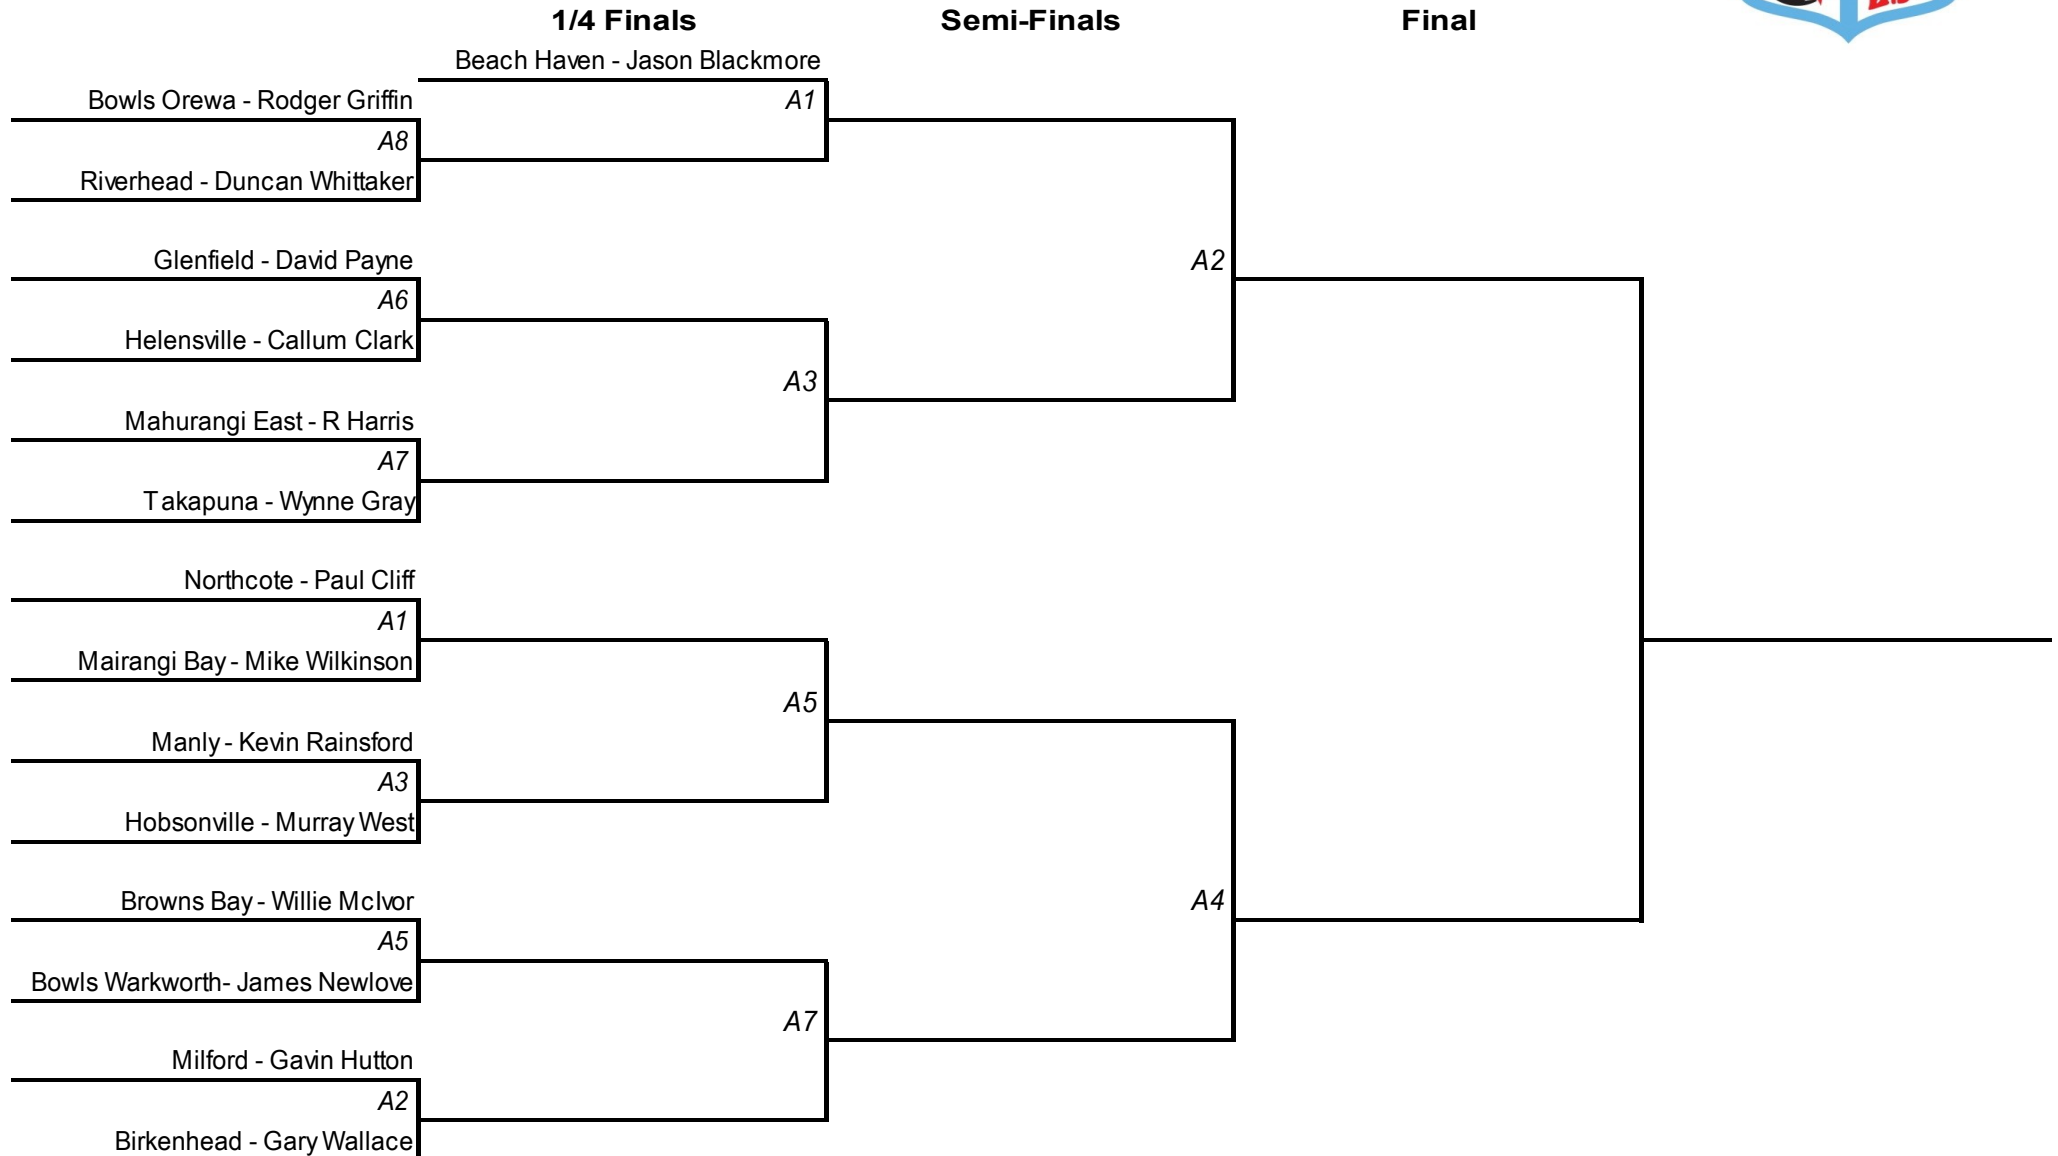 1/4 Finals Semi-Finals Final
Beach Haven - Jason Blackmore
Bowls Orewa - Rodger Griffin
A1
A8
Riverhead - Duncan Whittaker
Glenfield - David Payne
A2
A6
Helensville - Callum Clark
A3
Mahurangi East - R Harris
A7
Takapuna - Wynne Gray
Northcote - Paul Cliff
A1
Mairangi Bay - Mike Wilkinson
A5
Manly - Kevin Rainsford
A3
Hobsonville - Murray West
Browns Bay - Willie McIvor
A4
A5
Bowls Warkworth- James Newlove
A7
Milford - Gavin Hutton
A2
Birkenhead - Gary Wallace